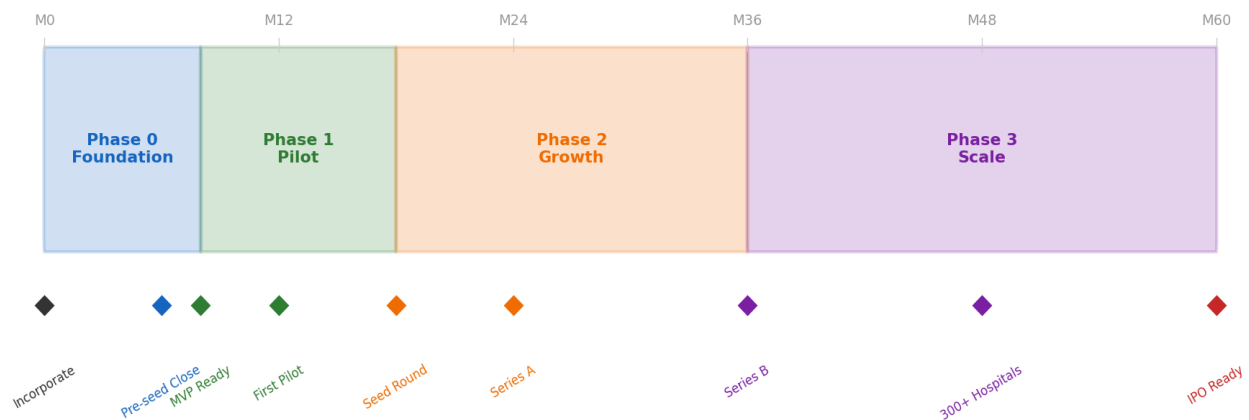 M0
M12
M24
M36
M48
M60
Phase 0
Foundation
Phase 1
Pilot
Phase 2
Growth
Phase 3
Scale
Incorporate
Pre-seed Close
MVP Ready
First Pilot
Seed Round
Series A
Series B
300+ Hospitals
IPO Ready